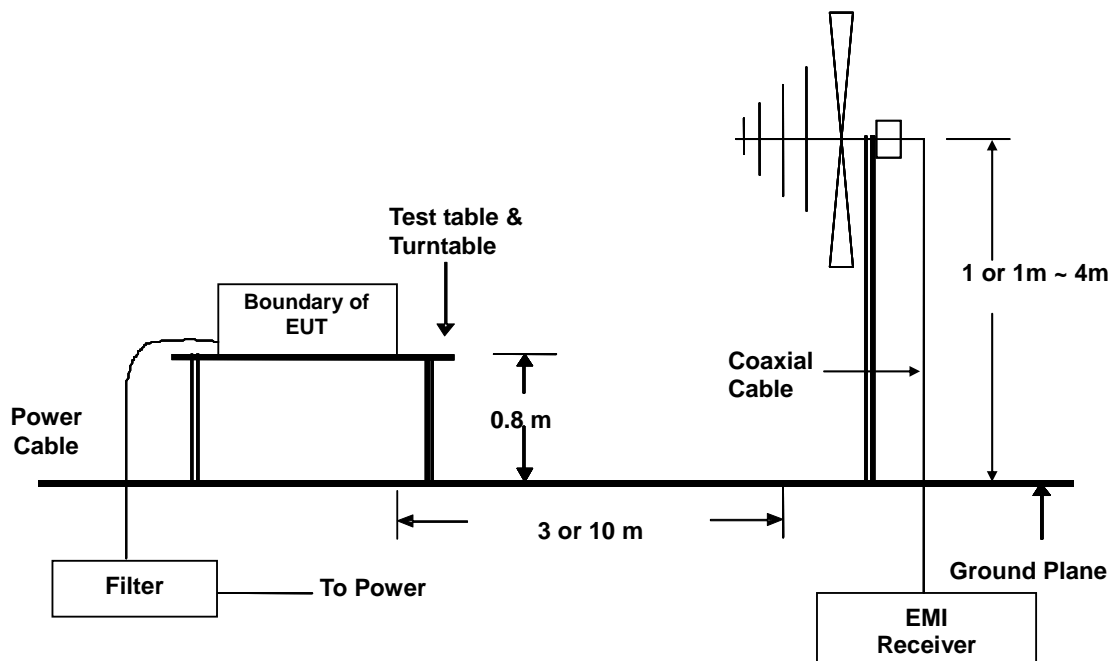 Test table &
Turntable
Boundary of
EUT
1 or 1m ~ 4m
Coaxial
Cable
0.8 m
Power
Cable
3 or 10 m
Filter
To Power
Ground Plane
EMI
Receiver